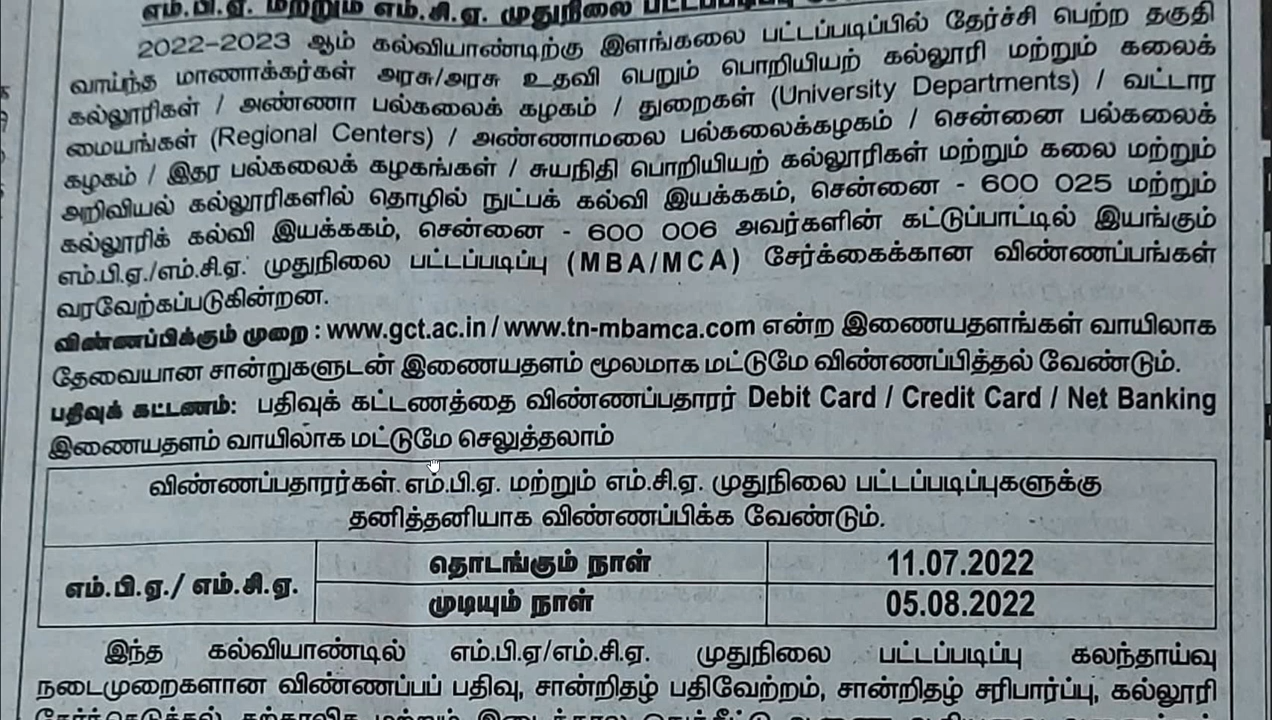 எம்.பி.ஏ. மற்றும் எம்.சி.ஏ. முதுநிலை பட்டப்படிப்பு
2022-2023 ஆம் கல்வியாண்டிற்கு இளங்கலை பட்டப்படிப்பில் தேர்ச்சி பெற்ற தகுதி
வாய்ந்த மாணாக்கர்கள் அரசு/அரசு உதவி பெறும் பொறியியற் கல்லூரி மற்றும் கலைக்
கல்லூரிகள் / அண்ணா பல்கலைக் கழகம் / துறைகள் (University Departments) / வட்டார
மையங்கள் (Regional Centers) / அண்ணாமலை பல்கலைக்கழகம் / சென்னை பல்கலைக்
கழகம் / இதர பல்கலைக் கழகங்கள் / சுயநிதி பொறியியற் கல்லூரிகள் மற்றும் கலை மற்றும்
அறிவியல் கல்லூரிகளில் தொழில் நுட்பக் கல்வி இயக்ககம், சென்னை - 600 025 மற்றும்
கல்லூரிக் கல்வி இயக்ககம், சென்னை - 600 006 அவர்களின் கட்டுப்பாட்டில் இயங்கும்
எம்.பி.ஏ./எம்.சி.ஏ. முதுநிலை பட்டப்படிப்பு (MBA/MCA) சேர்க்கைக்கான விண்ணப்பங்கள்
வரவேற்கப்படுகின்றன.
விண்ணப்பிக்கும் முறை : www.gct.ac.in / www.tn-mbamca.com என்ற இணையதளங்கள் வாயிலாக
தேவையான சான்றுகளுடன் இணையதளம் மூலமாக மட்டுமே விண்ணப்பித்தல் வேண்டும்.
பதிவுக் கட்டணம்: பதிவுக் கட்டணத்தை விண்ணப்பதாரர் Debit Card / Credit Card / Net Banking
இணையதளம் வாயிலாக மட்டுமே செலுத்தலாம்
விண்ணப்பதாரர்கள். எம்.பி.ஏ. மற்றும் எம்.சி.ஏ. முதுநிலை பட்டப்படிப்புகளுக்கு
தனித்தனியாக விண்ணப்பிக்க வேண்டும்.
எம்.பி.ஏ./ எம்.சி.ஏ.
தொடங்கும் நாள் 11.07.2022
முடியும் நாள் 05.08.2022
இந்த கல்வியாண்டில் எம்.பி.ஏ/எம்.சி.ஏ. முதுநிலை பட்டப்படிப்பு கலந்தாய்வு
நடைமுறைகளான விண்ணப்பப் பதிவு, சான்றிதழ் பதிவேற்றம், சான்றிதழ் சரிபார்ப்பு, கல்லூரி